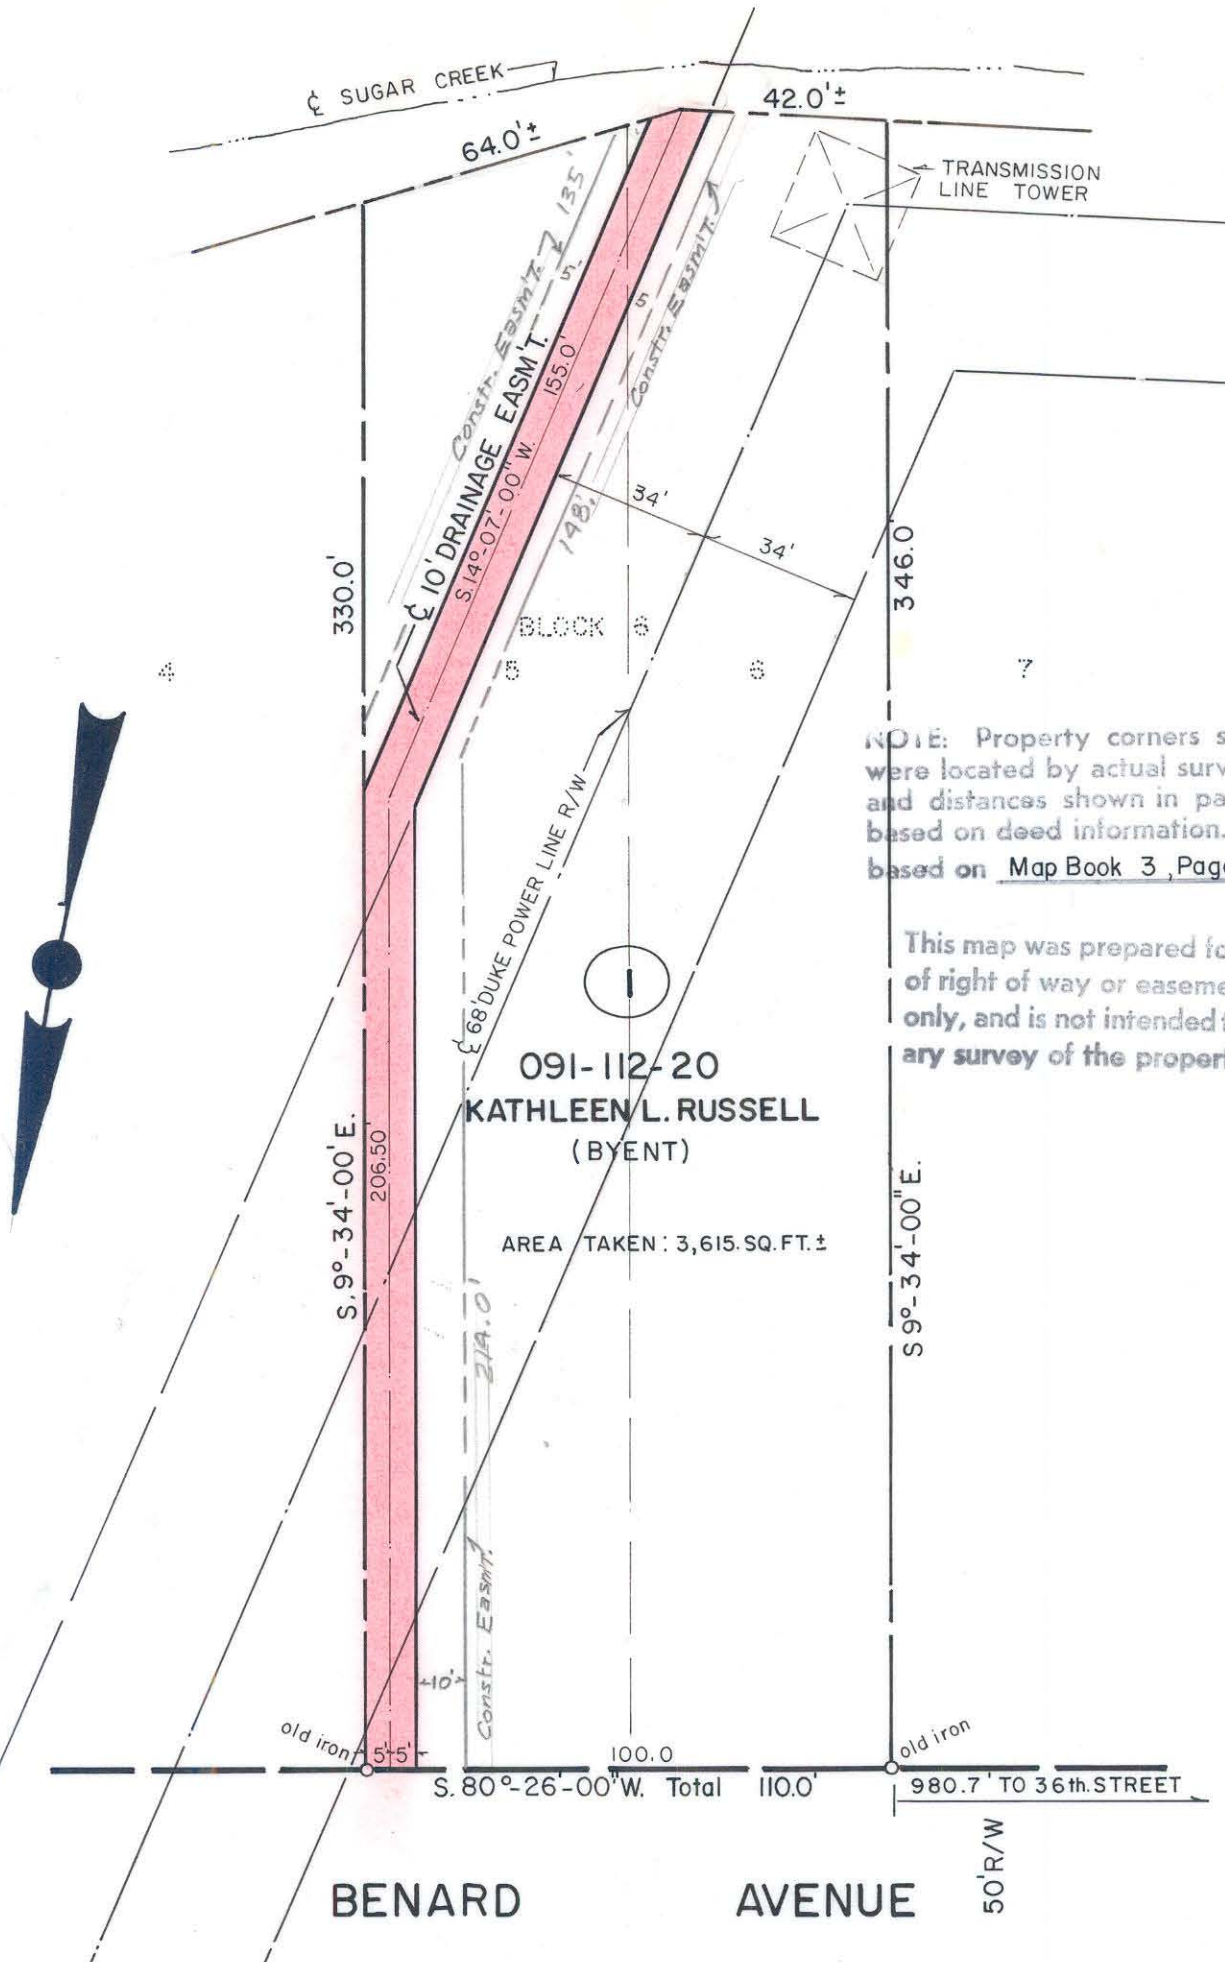 ℄ SUGAR CREEK
64.0'±
42.0'±
TRANSMISSION
LINE TOWER
Constr. Easm't. 135'
5'
5
Constr. Easm't.
℄ 10' DRAINAGE EASM'T.
S.14°-07'-00"W.
155.0'
148'
34'
34'
330.0'
346.0'
BLOCK 6
4
5
6
7
NOTE: Property corners s
were located by actual surv
and distances shown in pa
based on deed information.
based on Map Book 3, Page
℄ 68' DUKE POWER LINE R/W
This map was prepared fo
of right of way or easeme
only, and is not intended
ary survey of the propert
1
091-112-20
KATHLEEN L. RUSSELL
(BYENT)
AREA TAKEN: 3,615.SQ.FT.±
S.9°-34'-00'E.
206.50'
S 9°-34'-00"E.
214.0'
Constr. Easm't.
10'
old iron
5'-5'
100.0
old iron
S.80°-26-00"W. Total 110.0'
980.7' TO 36th.STREET
50'R/W
BENARD AVENUE